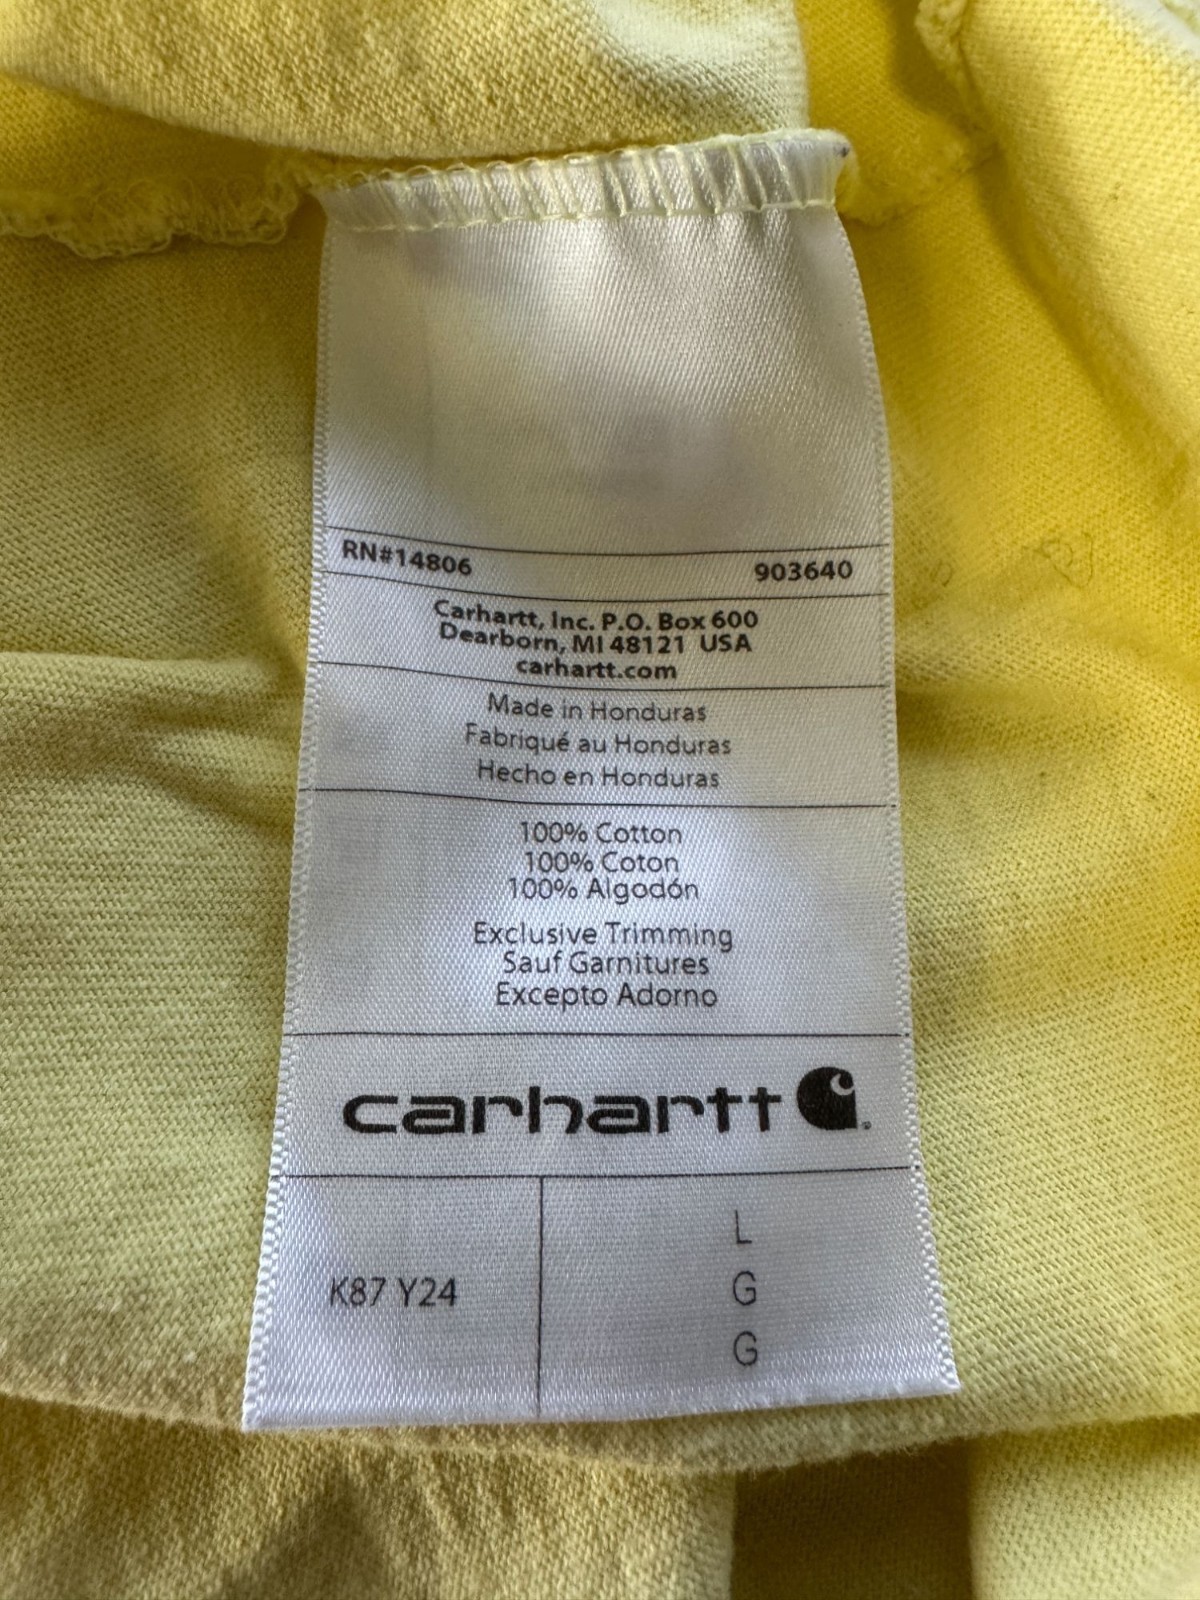 RN#14806 903640
Carhartt, Inc. P.O. Box 600
Dearborn, MI 48121 USA
carhartt.com
Made in Honduras
Fabriqué au Honduras
Hecho en Honduras
100% Cotton
100% Coton
100% Algodón
Exclusive Trimming
Sauf Garnitures
Excepto Adorno
carhartt
K87 Y24
L
G
G